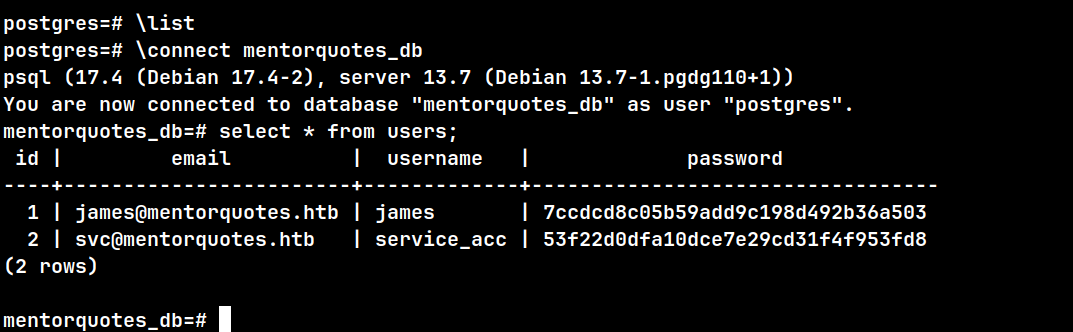 postgres=# \list
postgres=# \connect mentorquotes_db
psql (17.4 (Debian 17.4-2), server 13.7 (Debian 13.7-1.pgdg110+1))
You are now connected to database "mentorquotes_db" as user "postgres".
mentorquotes_db=# select * from users;
 id |         email          |  username   |             password
----+------------------------+-------------+----------------------------------
  1 | james@mentorquotes.htb | james       | 7ccdcd8c05b59add9c198d492b36a503
  2 | svc@mentorquotes.htb   | service_acc | 53f22d0dfa10dce7e29cd31f4f953fd8
(2 rows)
mentorquotes_db=#